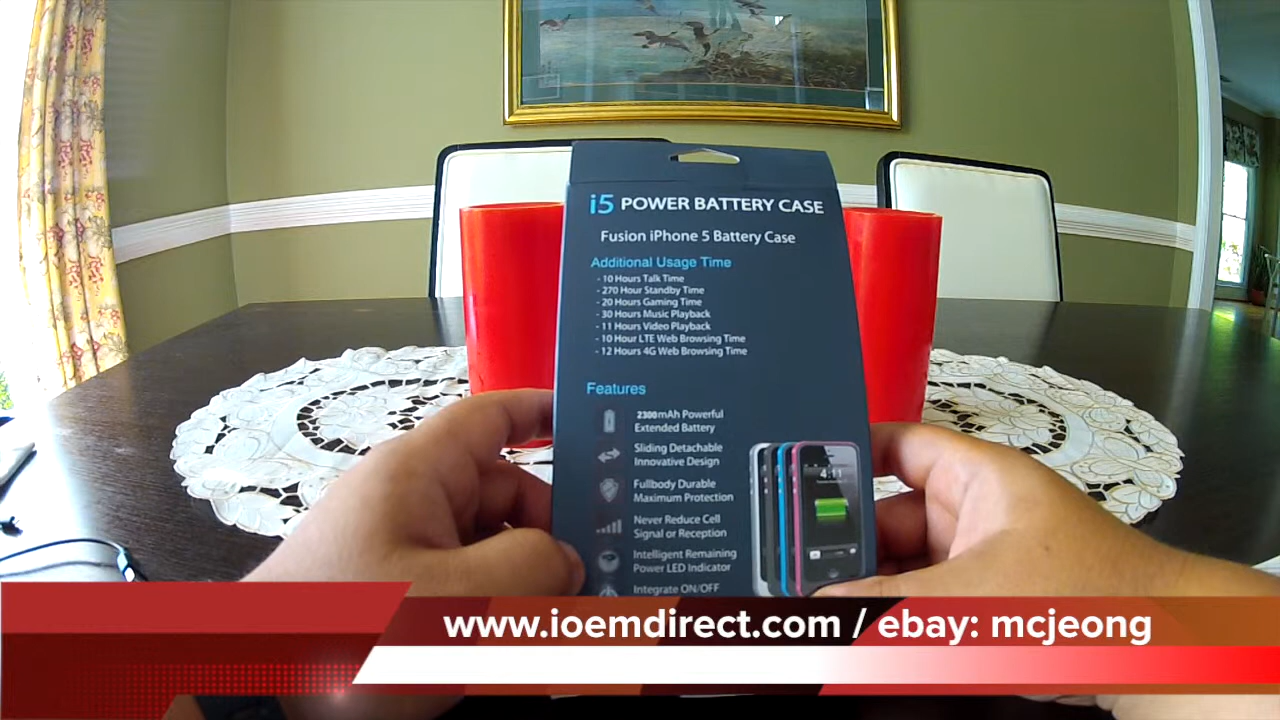 i5 POWER BATTERY CASE
Fusion iPhone 5 Battery Case
Additional Usage Time
- 10 Hours Talk Time
- 270 Hour Standby Time
- 20 Hours Gaming Time
- 30 Hours Music Playback
- 11 Hours Video Playback
- 10 Hour LTE Web Browsing Time
- 12 Hours 4G Web Browsing Time
Features
2300mAh Powerful
Extended Battery
Sliding Detachable
Innovative Design
Fullbody Durable
Maximum Protection
Never Reduce Cell
Signal or Reception
Intelligent Remaining
Power LED Indicator
Integrate ON/OFF
4:11
www.ioemdirect.com / ebay: mcjeong